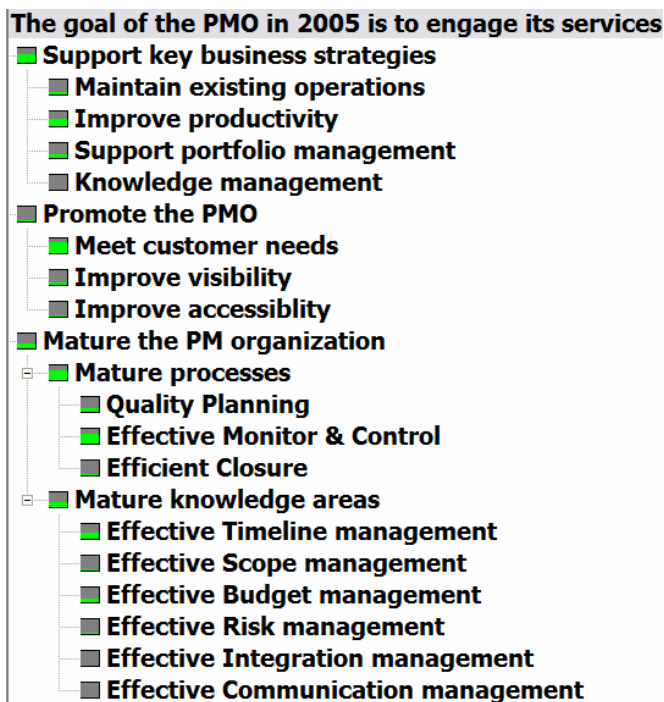 The goal of the PMO in 2005 is to engage its services
Support key business strategies
Maintain existing operations
Improve productivity
Support portfolio management
Knowledge management
Promote the PMO
Meet customer needs
Improve visibility
Improve accessiblity
Mature the PM organization
Mature processes
Quality Planning
Effective Monitor & Control
Efficient Closure
Mature knowledge areas
Effective Timeline management
Effective Scope management
Effective Budget management
Effective Risk management
Effective Integration management
Effective Communication management